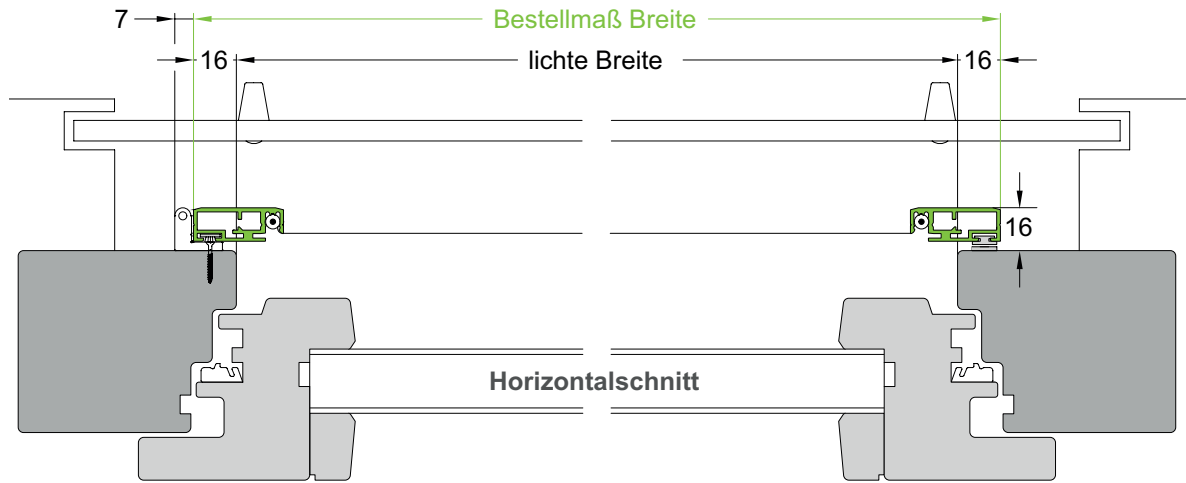 7 Bestellmaß Breite
16 lichte Breite 16
16
Horizontalschnitt